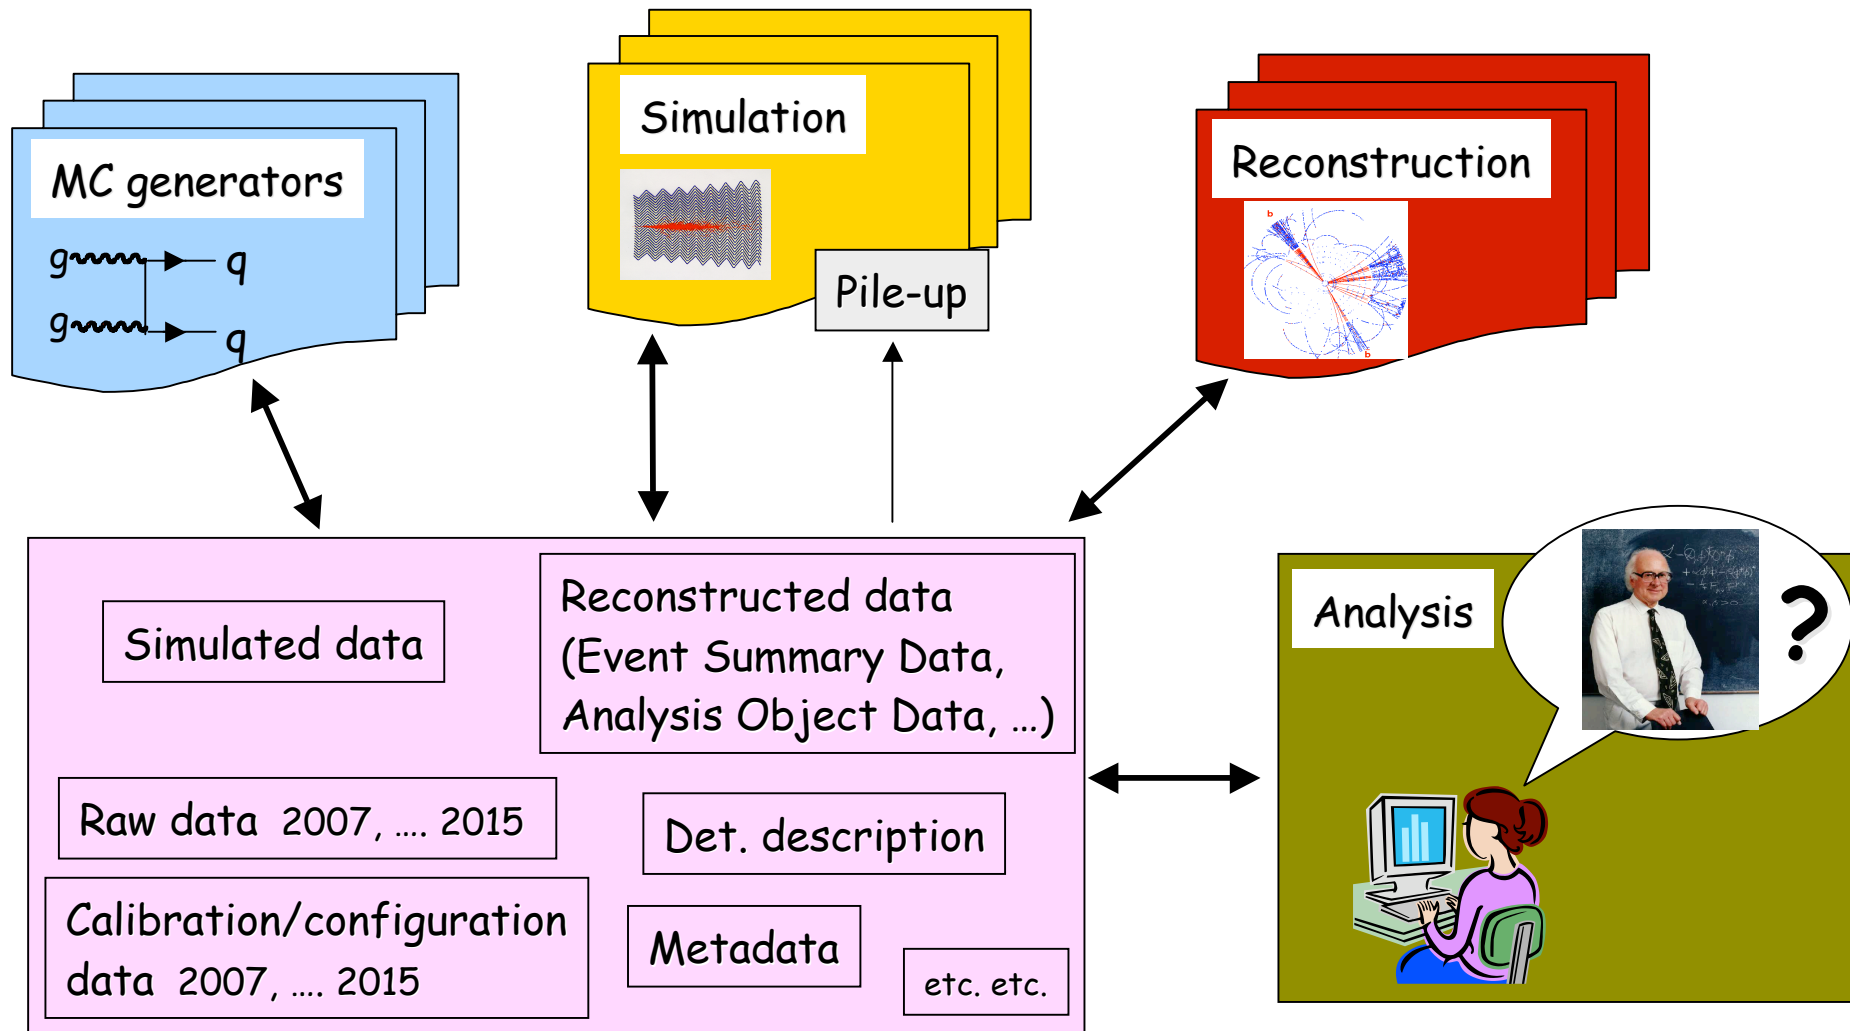 MC generators
g
q
g
q
Simulation
Pile-up
Reconstruction
b
b
Simulated data
Reconstructed data
(Event Summary Data,
Analysis Object Data, …)
Raw data 2007, …. 2015
Det. description
Calibration/configuration
data 2007, …. 2015
Metadata
etc. etc.
Analysis
?